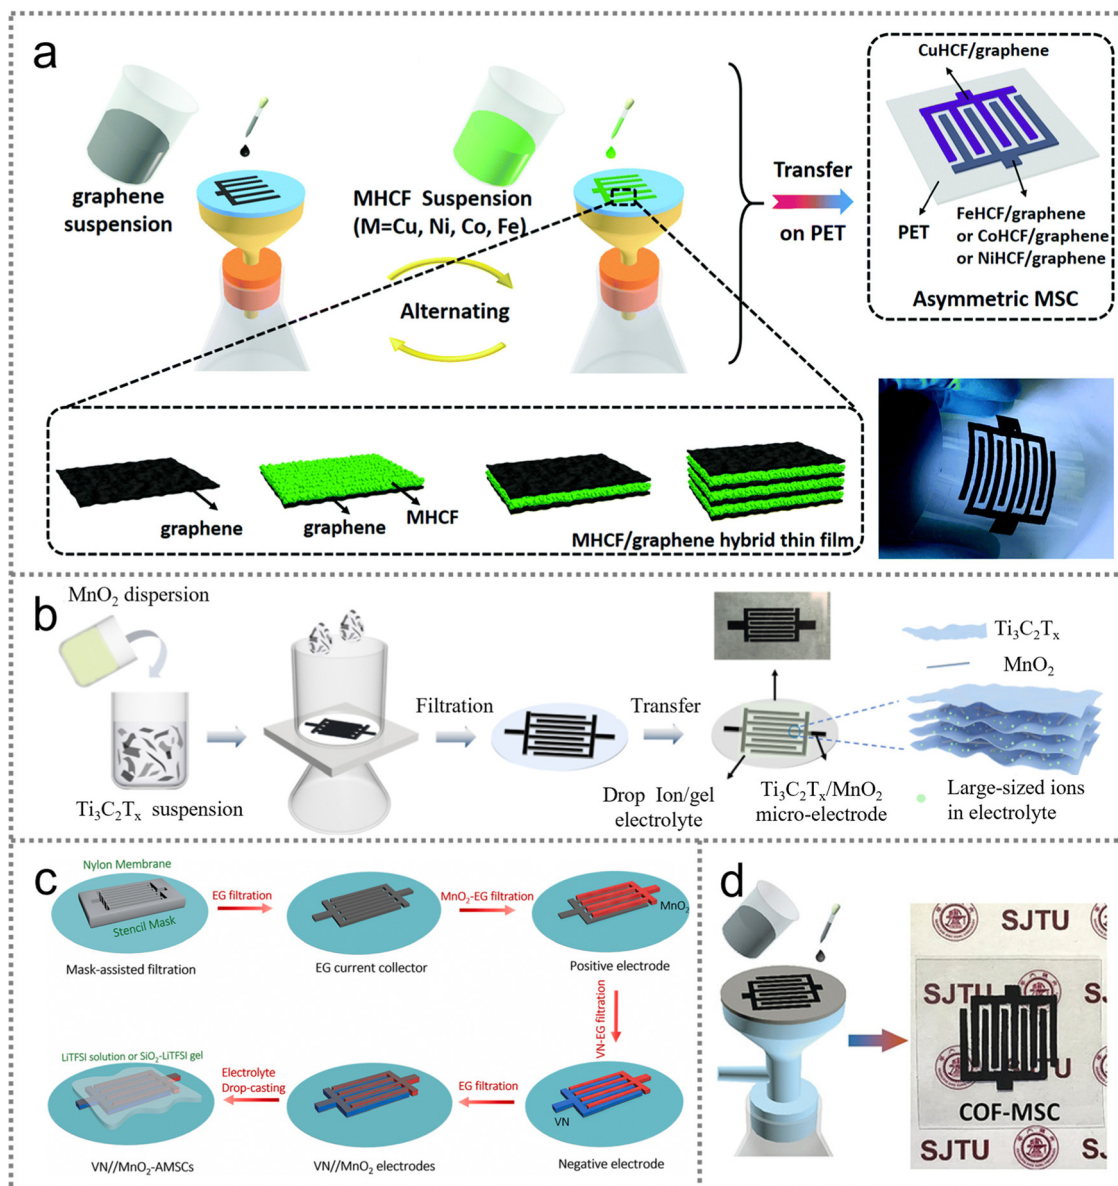 a
graphene
suspension
MHCF Suspension
(M=Cu, Ni, Co, Fe)
Alternating
Transfer
on PET
CuHCF/graphene
PET
FeHCF/graphene
or CoHCF/graphene
or NiHCF/graphene
Asymmetric MSC
graphene
graphene
MHCF
MHCF/graphene hybrid thin film
b
MnO₂ dispersion
Ti₃C₂Tₓ suspension
Filtration
Transfer
Drop Ion/gel
electrolyte
Ti₃C₂Tₓ/MnO₂
micro-electrode
Ti₃C₂Tₓ
MnO₂
Large-sized ions
in electrolyte
c
Nylon Membrane
Stencil Mask
Mask-assisted filtration
EG filtration
EG current collector
MnO₂-EG filtration
MnO₂
Positive electrode
VN-EG filtration
VN
Negative electrode
EG filtration
VN//MnO₂ electrodes
Electrolyte
Drop-casting
LiTFSI solution or SiO₂-LiTFSI gel
VN//MnO₂-AMSCs
d
SJTU
SJTU
SJTU
COF-MSC
SJTU